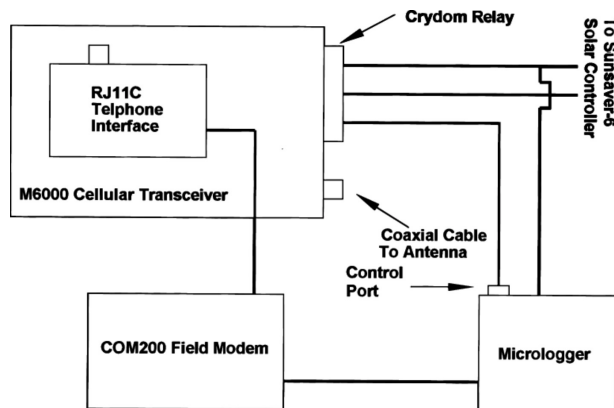 Crydom Relay
To Sunsaver-6
Solar Controller
RJ11C
Telphone
Interface
M6000 Cellular Transceiver
Coaxial Cable
To Antenna
Control
Port
COM200 Field Modem
Micrologger